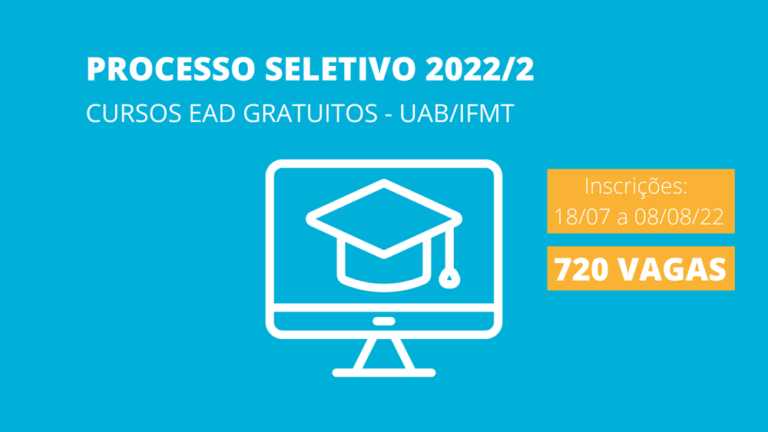 PROCESSO SELETIVO 2022/2
CURSOS EAD GRATUITOS - UAB/IFMT
Inscrições:
18/07 a 08/08/22
720 VAGAS